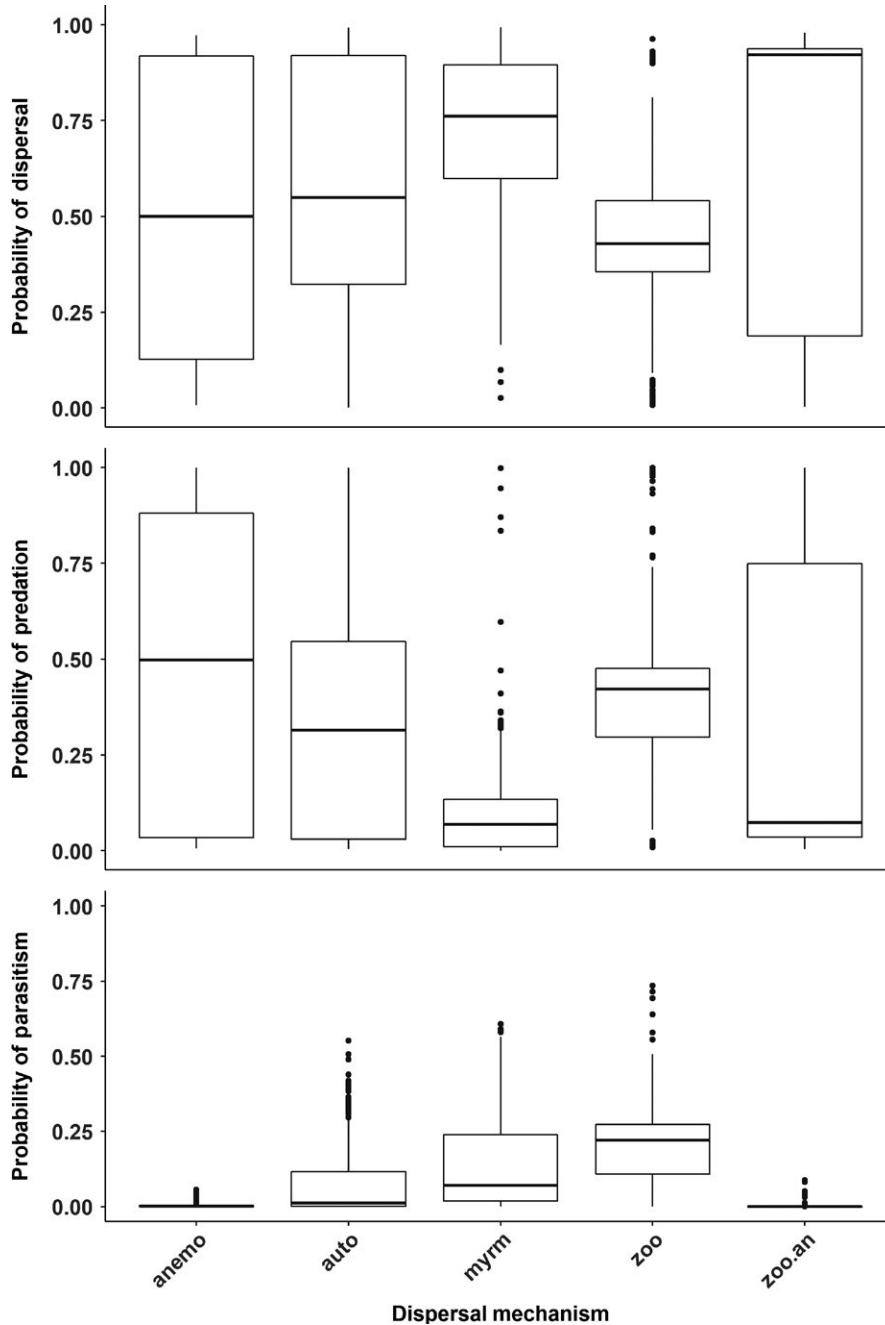 Probability of dispersal
1.00
0.75
0.50
0.25
0.00
Probability of predation
1.00
0.75
0.50
0.25
0.00
Probability of parasitism
1.00
0.75
0.50
0.25
0.00
anemo
auto
myrm
zoo
zoo.an
Dispersal mechanism